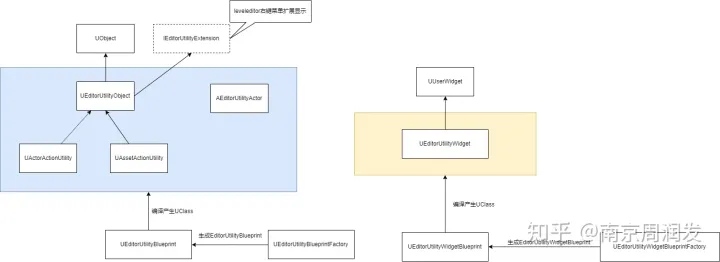 leveleditor右键菜单扩展显示
UObject
IEditorUtilityExtension
UEditorUtilityObject
AEditorUtilityActor
UActorActionUtility
UAssetActionUtility
编译产生UClass
UEditorUtilityBlueprint
生成EditorUtilityBlueprint
UEditorUtilityBlueprintFactory
UUserWidget
UEditorUtilityWidget
编译产生UClass
UEditorUtilityWidgetBlueprint
生成EditorUtilityWidgetBlueprint
UEditorUtilityWidgetBlueprintFactory
知乎 @南京周润发